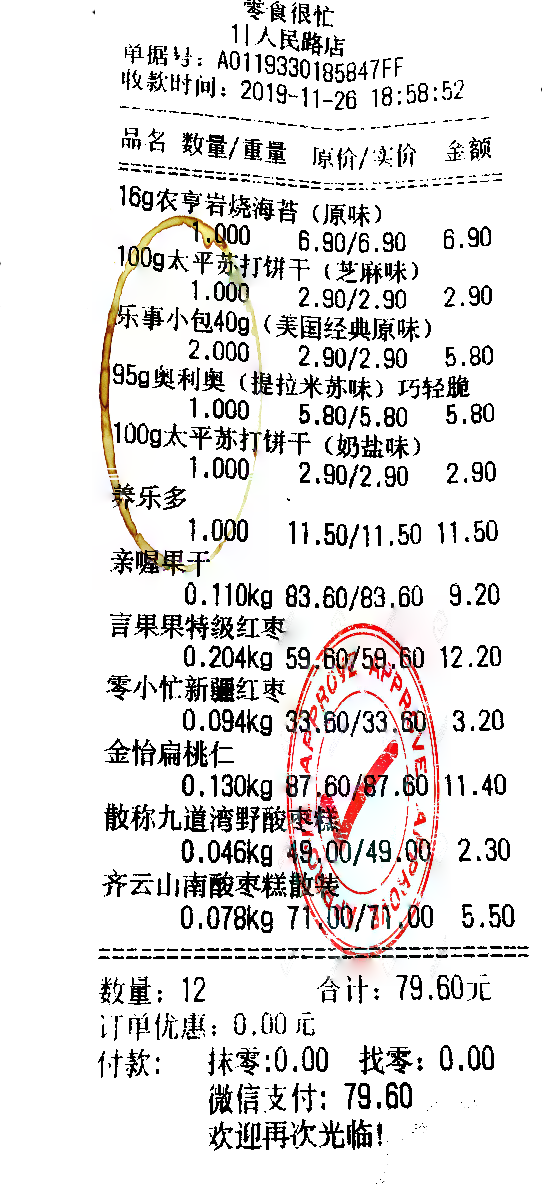 零食很忙
1|人民路店
单据号：A01193301858​47FF
收款时间：2019-11-26 18:58:52
品名 数量/重量 原价/实价 金额
16g农亨岩烧海苔（原味）
1.000 6.90/6.90 6.90
100g太平苏打饼干（芝麻味）
1.000 2.90/2.90 2.90
乐事小包40g（美国经典原味）
2.000 2.90/2.90 5.80
95g奥利奥（提拉米苏味）巧轻脆
1.000 5.80/5.80 5.80
100g太平苏打饼干（奶盐味）
1.000 2.90/2.90 2.90
养乐多
1.000 11.50/11.50 11.50
亲喔果干
0.110kg 83.60/83.60 9.20
言果果特级红枣
0.204kg 59.60/59.60 12.20
零小忙新疆红枣
0.094kg 33.60/33.60 3.20
金怡扁桃仁
0.130kg 87.60/87.60 11.40
散称九道湾野酸枣糕
0.046kg 49.00/49.00 2.30
齐云山南酸枣糕散装
0.078kg 71.00/71.00 5.50
数量：12 合计：79.60元
订单优惠：0.00元
付款: 抹零:0.00 找零：0.00
微信支付: 79.60
欢迎再次光临!